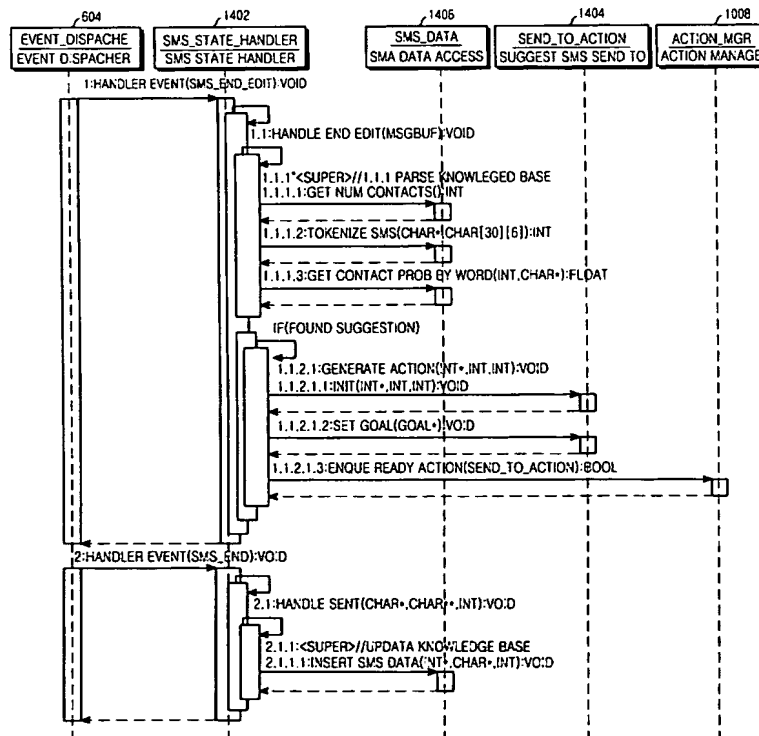 604
1402
1406
1404
1008
EVENT_DISPACHE
EVENT D.SPACHER
SMS_STATE_HANDLER
SMS STATE HANDLER
SMS_DATA
SMA DATA ACCESS
SEND_TO_ACTION
SUGGEST SMS SEND TO
ACTION_MGR
ACTION MANAGE
1:HANDLER EVENT(SMS_END_EDIT):VOID
1.1:HANDLE END EDIT(MSGBUF):VOID
1.1.1*<SUPER>//1.1.1 PARSE KNOWLEGED BASE
1.1.1.1:GET NUM CONTACTS():INT
1.1.1.2:TOKENIZE SMS(CHAR*,CHAR[30][6]):INT
1.1.1.3:GET CONTACT PROB BY WORD(INT,CHAR*):FLOAT
IF(FOUND SUGGESTION)
1.1.2.1:GENERATE ACTION(INT*,INT,INT):VOID
1.1.2.1.1:INIT(INT*,INT,INT):VOID
1.1.2.1.2:SET GOAL(GOAL*):VOID
1.1.2.1.3:ENQUE READY ACTION(SEND_TO_ACTION):BOOL
2:HANDLER EVENT(SMS_END):VOID
2.1:HANDLE SENT(CHAR*,CHAR**,INT):VOID
2.1.1:<SUPER>//UPDATA KNOWLEDGE BASE
2.1.1.1:INSERT SMS DATA(INT*,CHAR*,INT):VOID